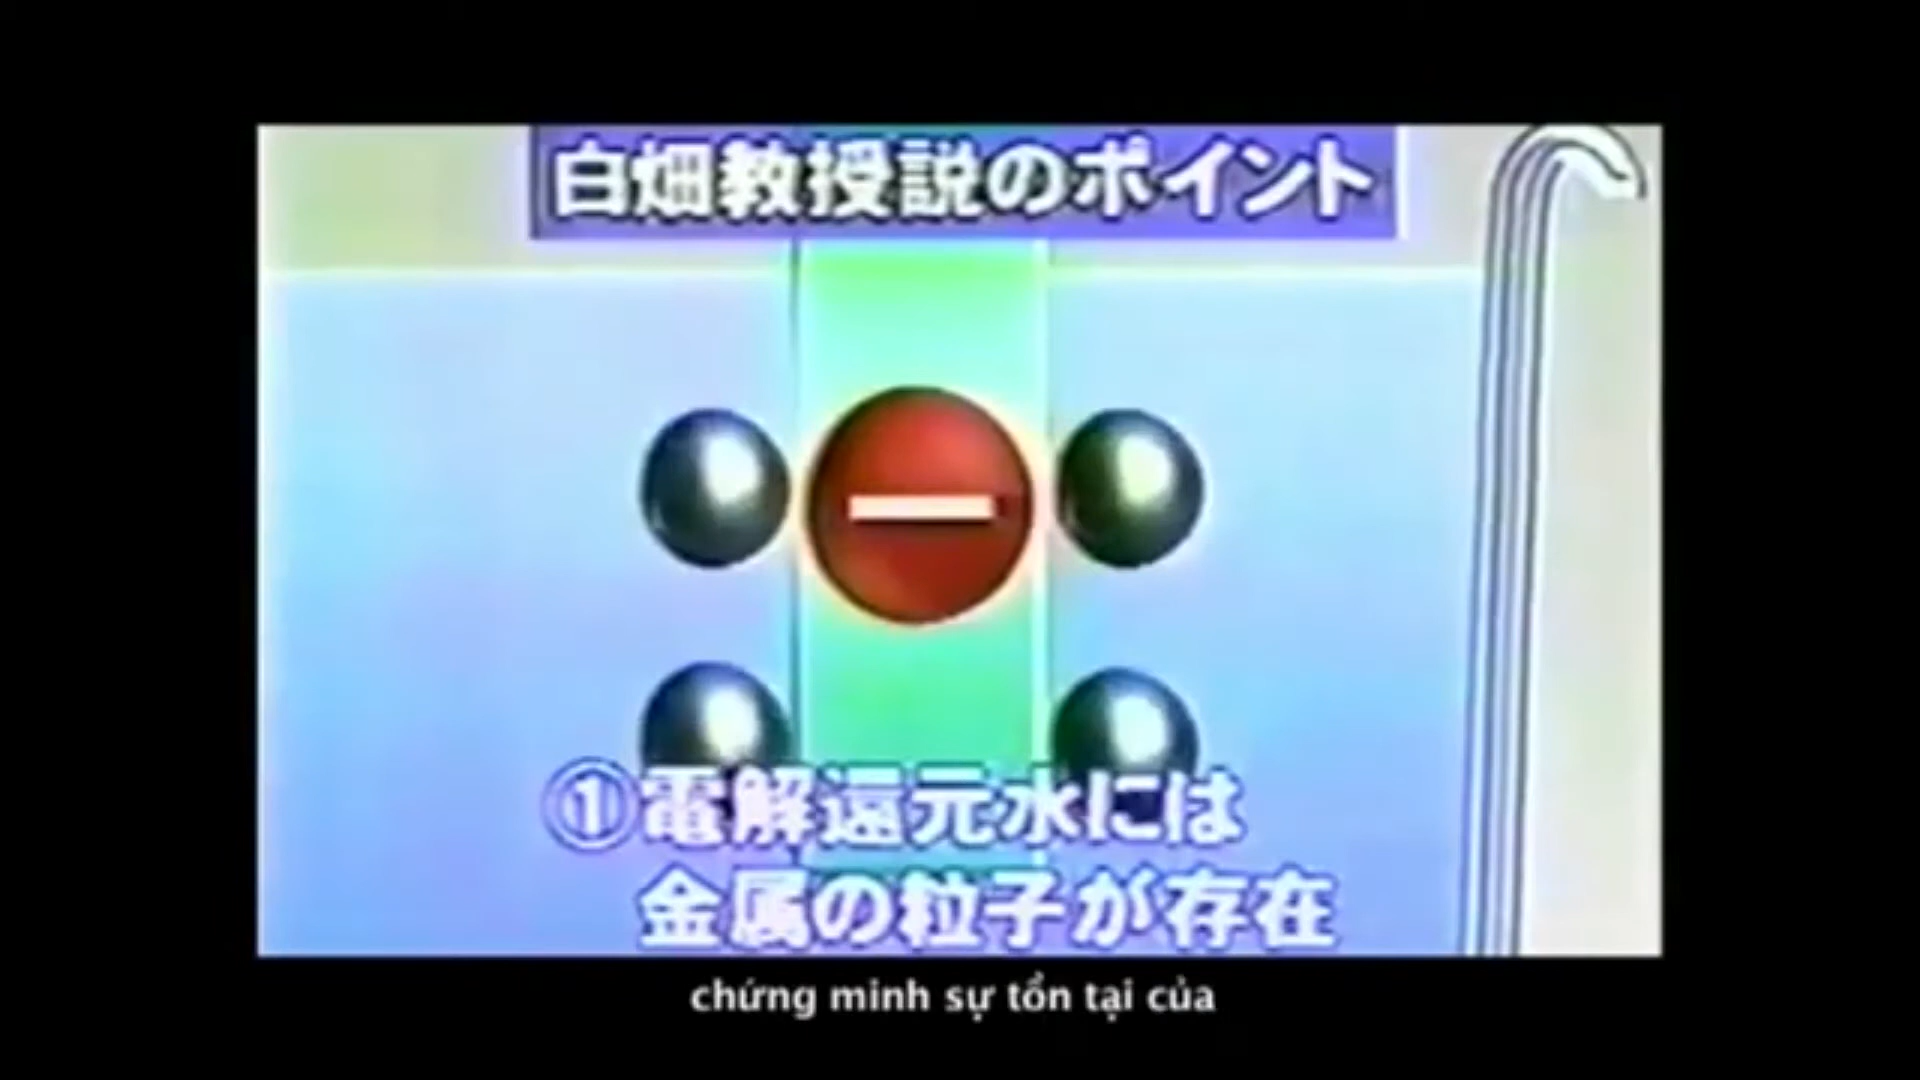 白畑教授説のポイント
①電解還元水には
金属の粒子が存在
chứng minh sự tồn tại của